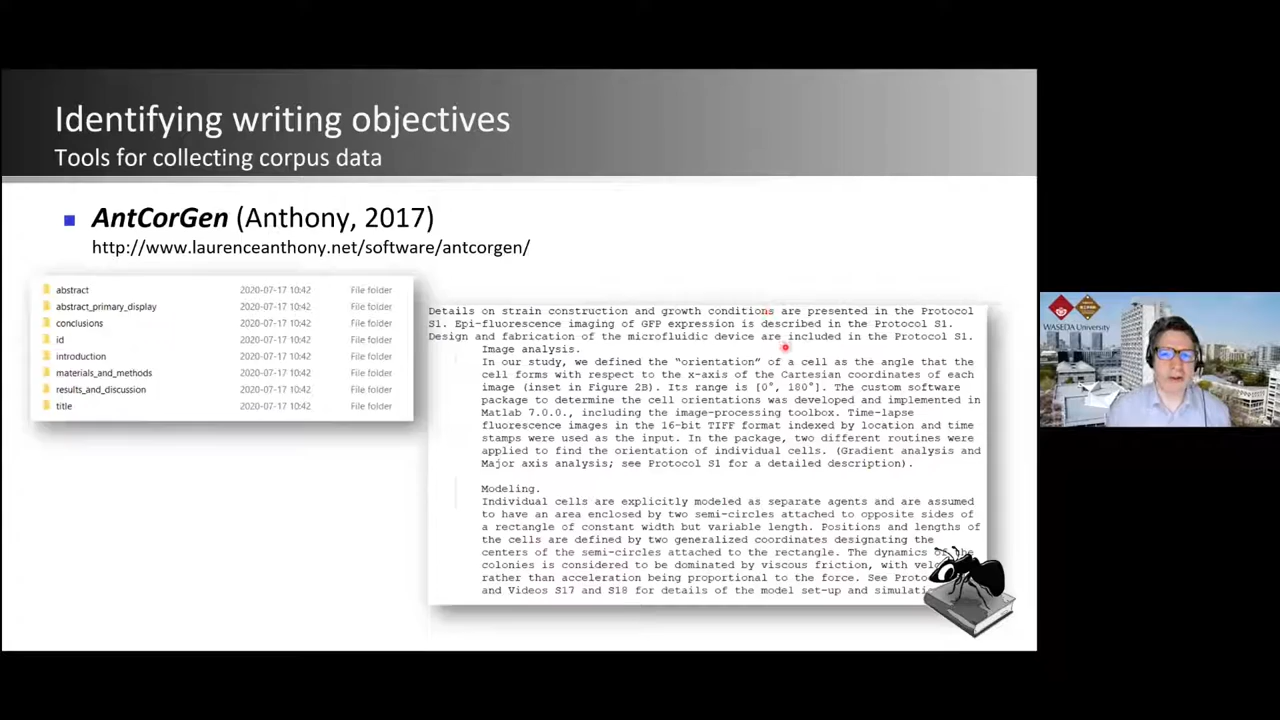 Identifying writing objectives
Tools for collecting corpus data
AntCorGen (Anthony, 2017)
http://www.laurenceanthony.net/software/antcorgen/
abstract 2020-07-17 10:42 File folder
abstract_primary_display 2020-07-17 10:42 File folder
conclusions 2020-07-17 10:42 File folder
id 2020-07-17 10:42 File folder
introduction 2020-07-17 10:42 File folder
materials_and_methods 2020-07-17 10:42 File folder
results_and_discussion 2020-07-17 10:42 File folder
title 2020-07-17 10:42 File folder
Details on strain construction and growth conditions are presented in the Protocol
S1. Epi-fluorescence imaging of GFP expression is described in the Protocol S1.
Design and fabrication of the microfluidic device are included in the Protocol S1.
Image analysis.
In our study, we defined the “orientation” of a cell as the angle that the
cell forms with respect to the x-axis of the Cartesian coordinates of each
image (inset in Figure 2B). Its range is [0°, 180°]. The custom software
package to determine the cell orientations was developed and implemented in
Matlab 7.0.0., including the image-processing toolbox. Time-lapse
fluorescence images in the 16-bit TIFF format indexed by location and time
stamps were used as the input. In the package, two different routines were
applied to find the orientation of individual cells. (Gradient analysis and
Major axis analysis; see Protocol S1 for a detailed description).
Modeling.
Individual cells are explicitly modeled as separate agents and are assumed
to have an area enclosed by two semi-circles attached to opposite sides of
a rectangle of constant width but variable length. Positions and lengths of
the cells are defined by two generalized coordinates designating the
centers of the semi-circles attached to the rectangle. The dynamics of the
colonies is considered to be dominated by viscous friction, with
rather than acceleration being proportional to the force. See
and Videos S17 and S18 for details of the model set-up and
WASEDA University